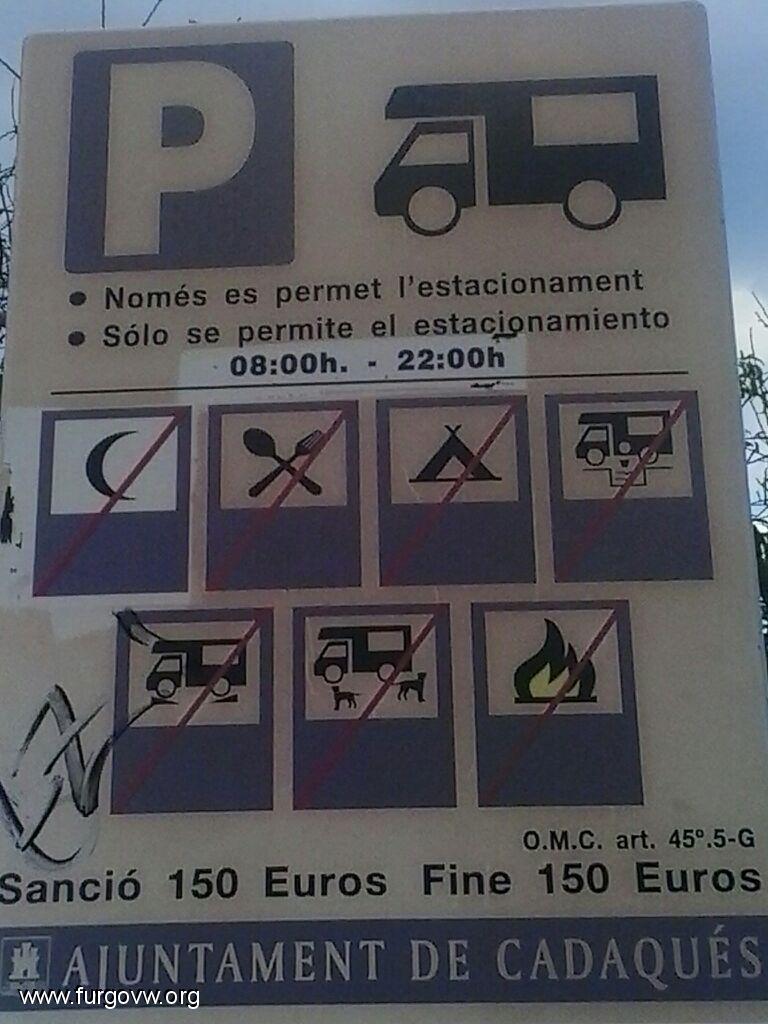 P
• Només es permet l'estacionament
• Sólo se permite el estacionamiento
08:00h. - 22:00h
O.M.C. art. 45º.5-G
Sanció 150 Euros Fine 150 Euros
AJUNTAMENT DE CADAQUÉS
www.furgovw.org